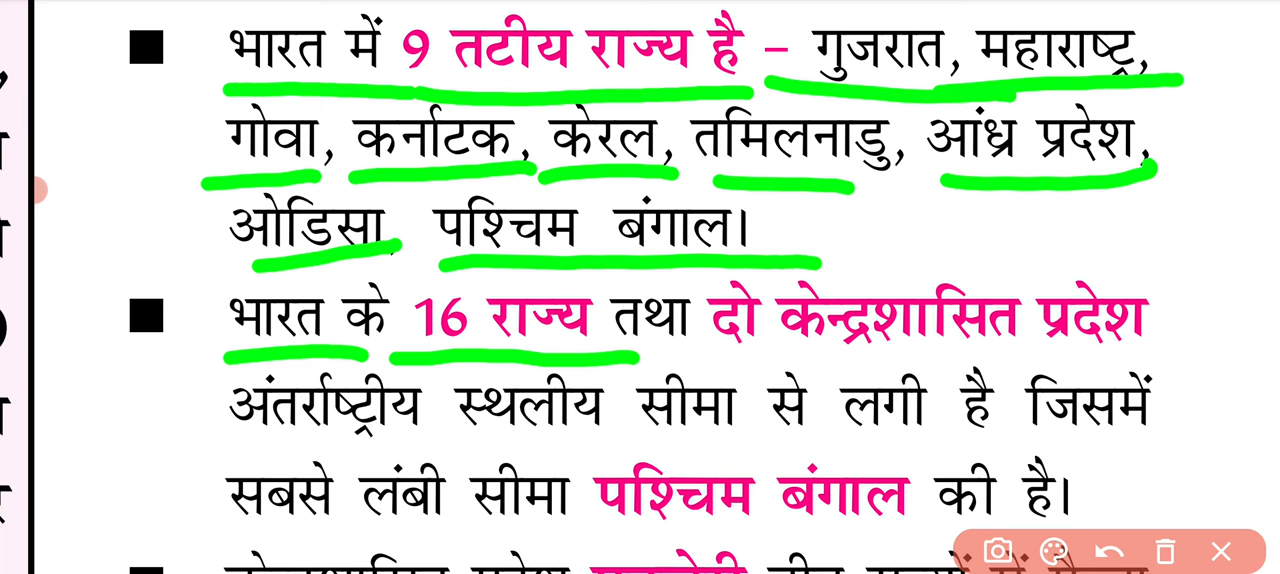 भारत में 9 तटीय राज्य है – गुजरात, महाराष्ट्र,
गोवा, कर्नाटक, केरल, तमिलनाडु, आंध्र प्रदेश,
ओडिसा, पश्चिम बंगाल।
भारत के 16 राज्य तथा दो केन्द्रशासित प्रदेश
अंतर्राष्ट्रीय स्थलीय सीमा से लगी है जिसमें
सबसे लंबी सीमा पश्चिम बंगाल की है।